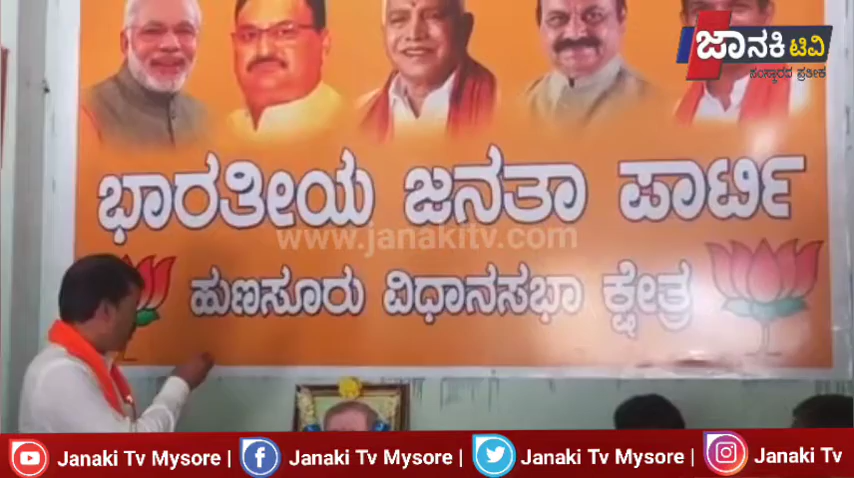 ಜಾನಕಿ ಟಿವಿ
ಸಂಸ್ಕಾರದ ಪ್ರತೀಕ
ಭಾರತೀಯ ಜನತಾ ಪಾರ್ಟಿ
www.janakitv.com
ಹುಣಸೂರು ವಿಧಾನಸಭಾ ಕ್ಷೇತ್ರ
Janaki Tv Mysore | Janaki Tv Mysore | Janaki Tv Mysore | Janaki Tv